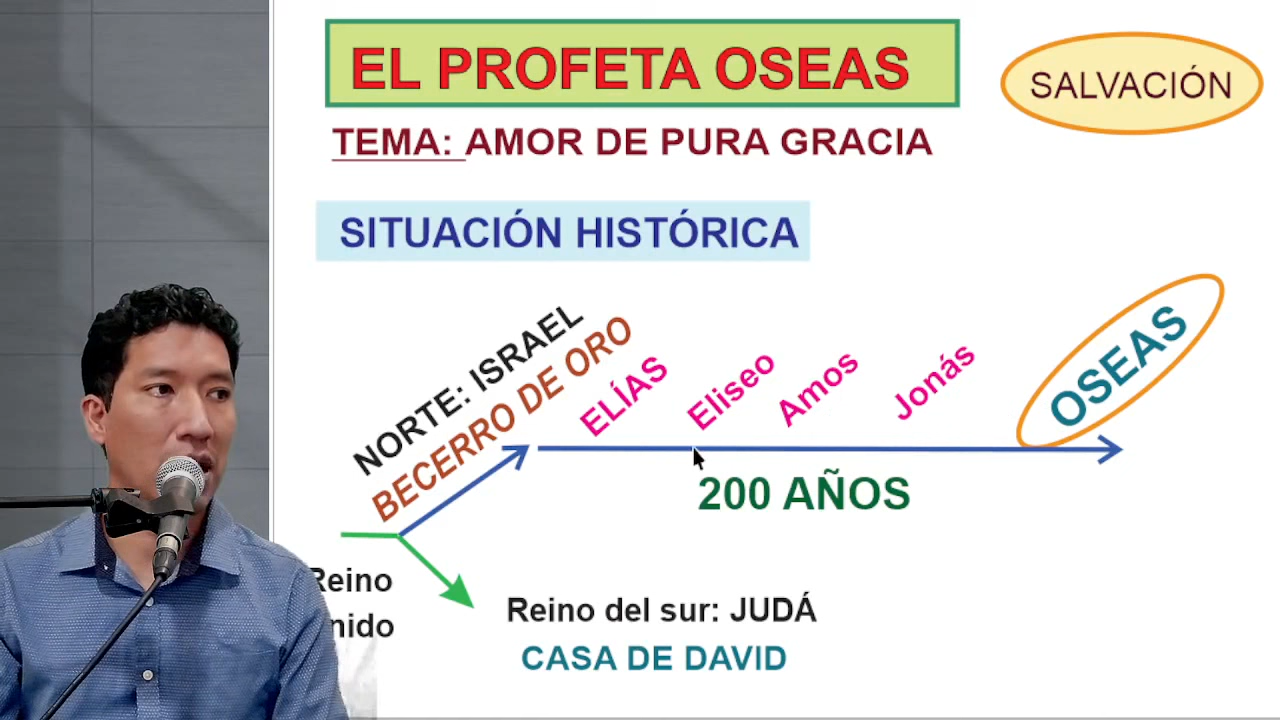 EL PROFETA OSEAS
SALVACIÓN
TEMA: AMOR DE PURA GRACIA
SITUACIÓN HISTÓRICA
NORTE: ISRAEL
BECERRO DE ORO
ELÍAS
Eliseo
Amos
Jonás
OSEAS
200 AÑOS
Reino
Reino del sur: JUDÁ
CASA DE DAVID